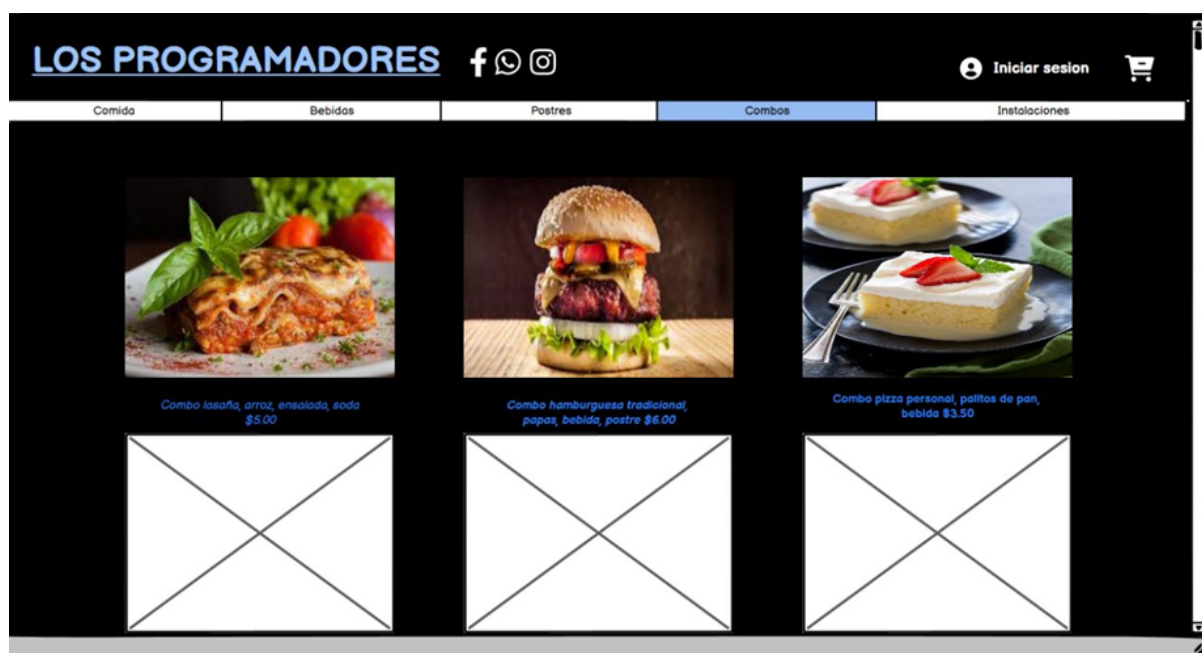 LOS PROGRAMADORES
Iniciar sesion
Comida
Bebidas
Postres
Combos
Instalaciones
Combo lasaña, arroz, ensalada, soda
$5.00
Combo hamburguesa tradicional,
papas, bebida, postre $6.00
Combo pizza personal, palitos de pan,
bebida $3.50